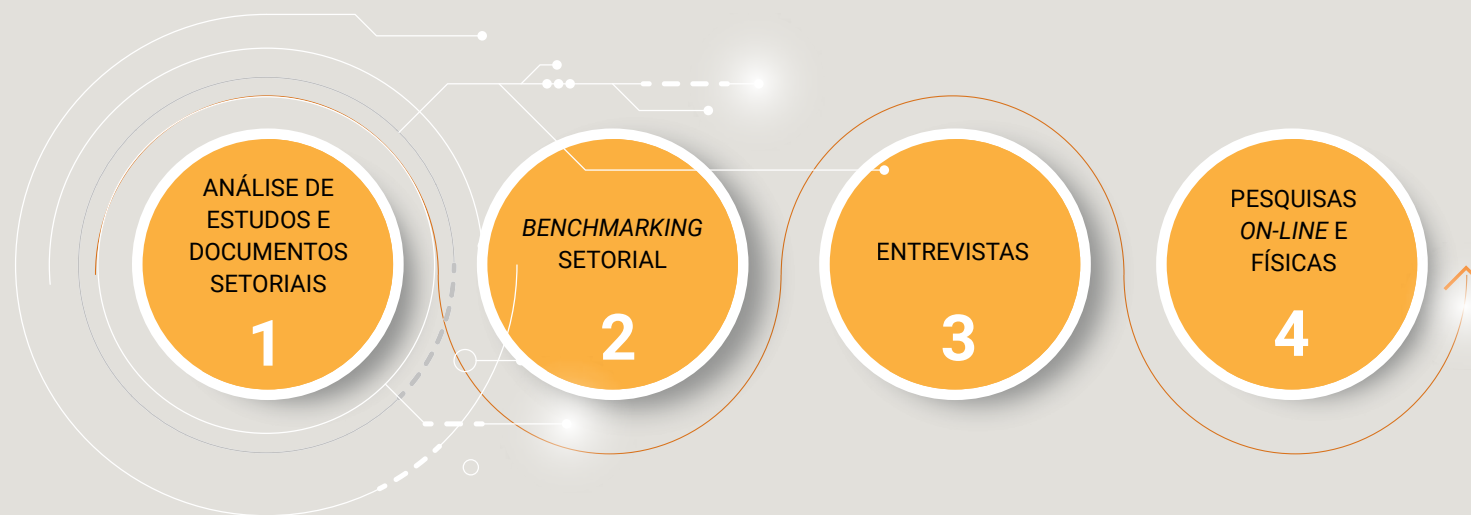 ANÁLISE DE
ESTUDOS E
DOCUMENTOS
SETORIAIS
1
BENCHMARKING
SETORIAL
2
ENTREVISTAS
3
PESQUISAS
ON-LINE E
FÍSICAS
4